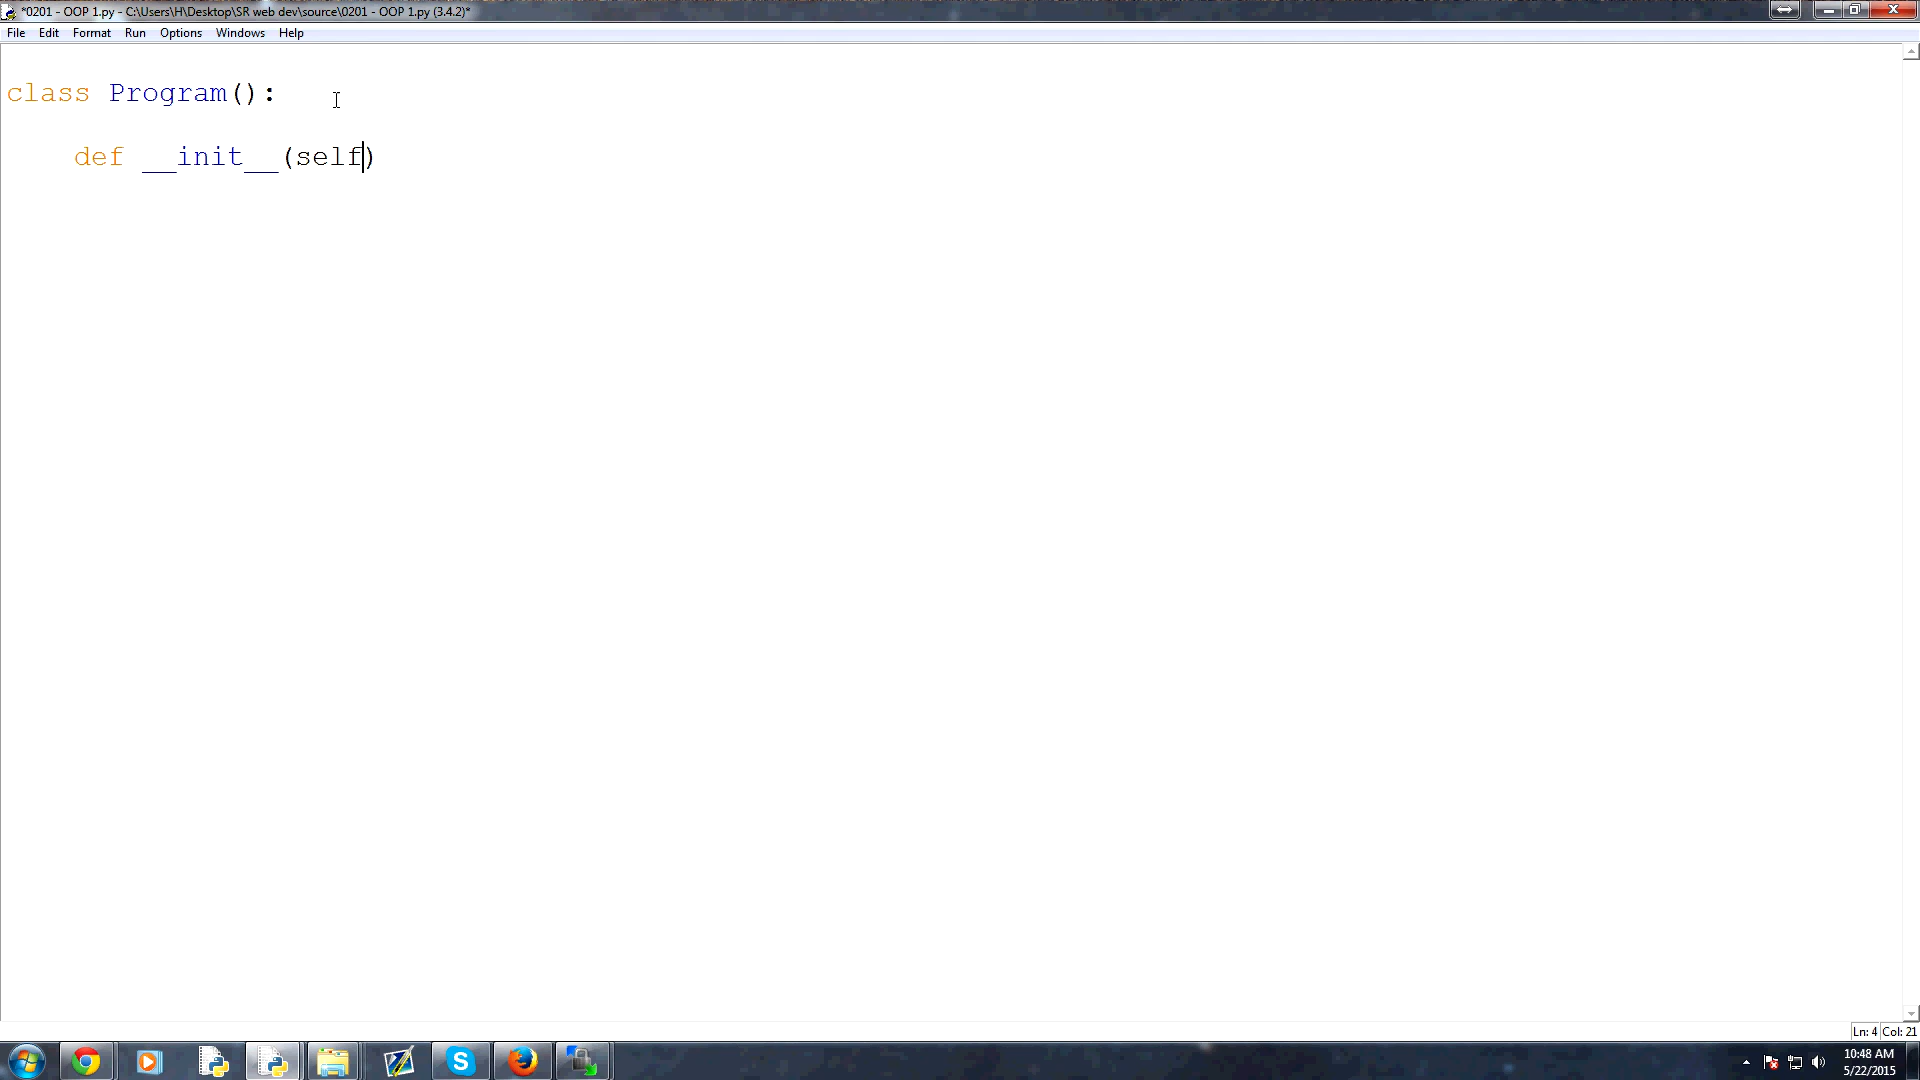 *0201 - OOP 1.py - C:\Users\H\Desktop\SR web dev\source\0201 - OOP 1.py (3.4.2)*
File Edit Format Run Options Windows Help
class Program():
def __init__(self)
Ln: 4 Col: 21
10:48 AM
5/22/2015